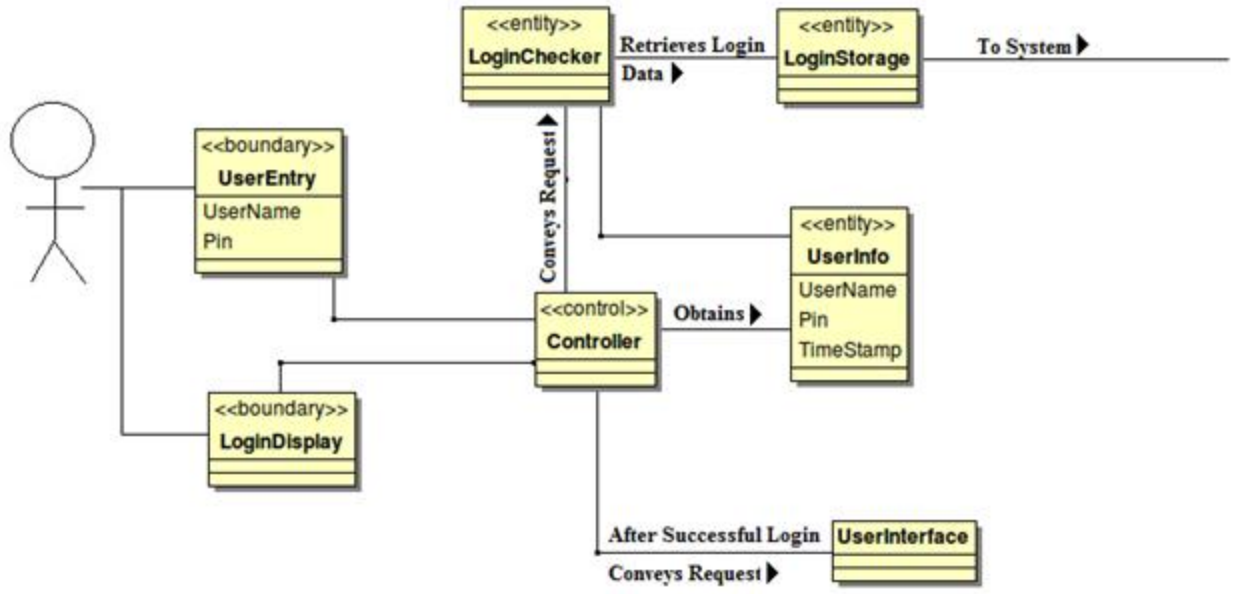 <<entity>>
LoginChecker
Retrieves Login
Data
<<entity>>
LoginStorage
To System
<<boundary>>
UserEntry
UserName
Pin
Conveys Request
<<entity>>
UserInfo
UserName
Pin
TimeStamp
<<control>>
Controller
Obtains
<<boundary>>
LoginDisplay
After Successful Login
Conveys Request
UserInterface